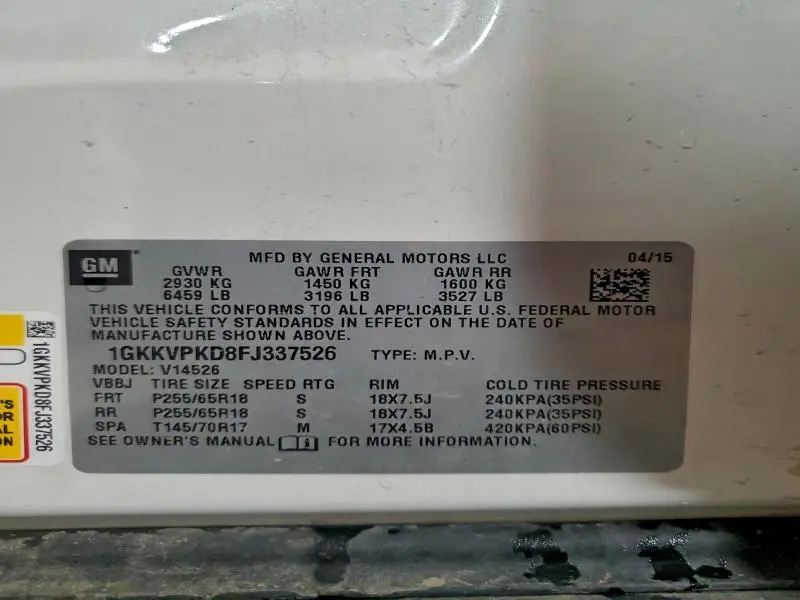 GM
MFD BY GENERAL MOTORS LLC 04/15
GVWR GAWR FRT GAWR RR
2930 KG 1450 KG 1600 KG
6459 LB 3196 LB 3527 LB
THIS VEHICLE CONFORMS TO ALL APPLICABLE U.S. FEDERAL MOTOR
VEHICLE SAFETY STANDARDS IN EFFECT ON THE DATE OF
MANUFACTURE SHOWN ABOVE.
1GKKVPKD8FJ337526 TYPE: M.P.V.
MODEL: V14526
VBBJ TIRE SIZE SPEED RTG RIM COLD TIRE PRESSURE
FRT P255/65R18 S 18X7.5J 240KPA(35PSI)
RR P255/65R18 S 18X7.5J 240KPA(35PSI)
SPA T145/70R17 M 17X4.5B 420KPA(60PSI)
SEE OWNER'S MANUAL FOR MORE INFORMATION.
1GKKVPKD8FJ337526